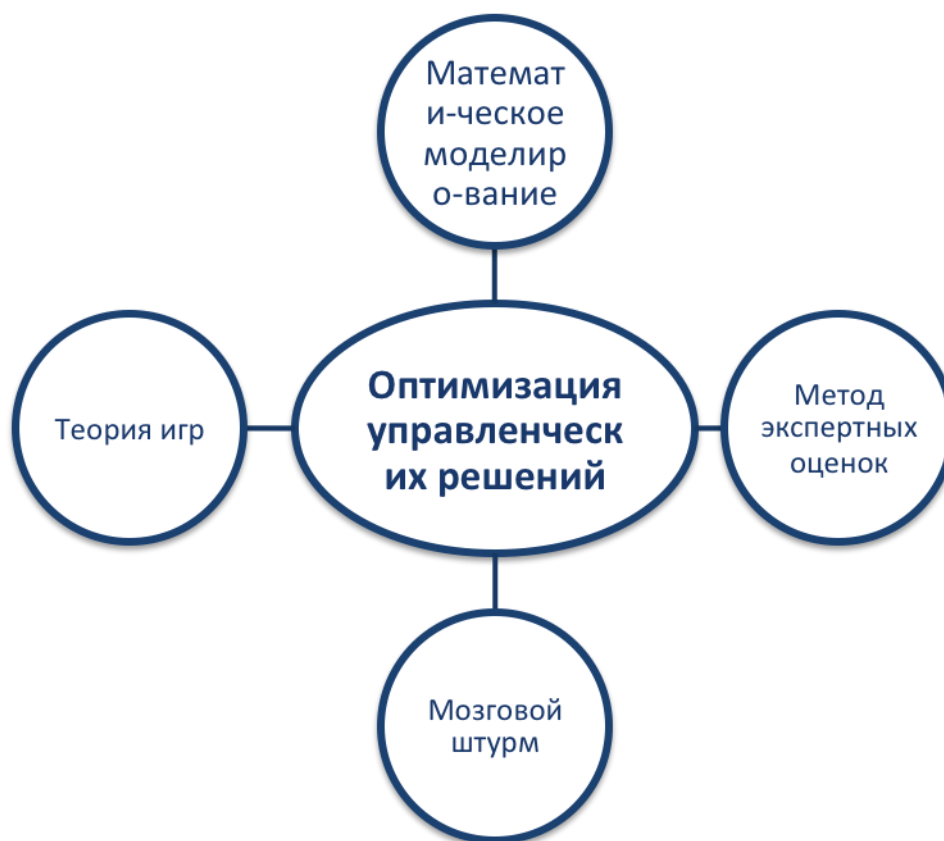 Математ
и-ческое
моделир
о-вание
Теория игр
Оптимизация
управленческ
их решений
Метод
экспертных
оценок
Мозговой
штурм